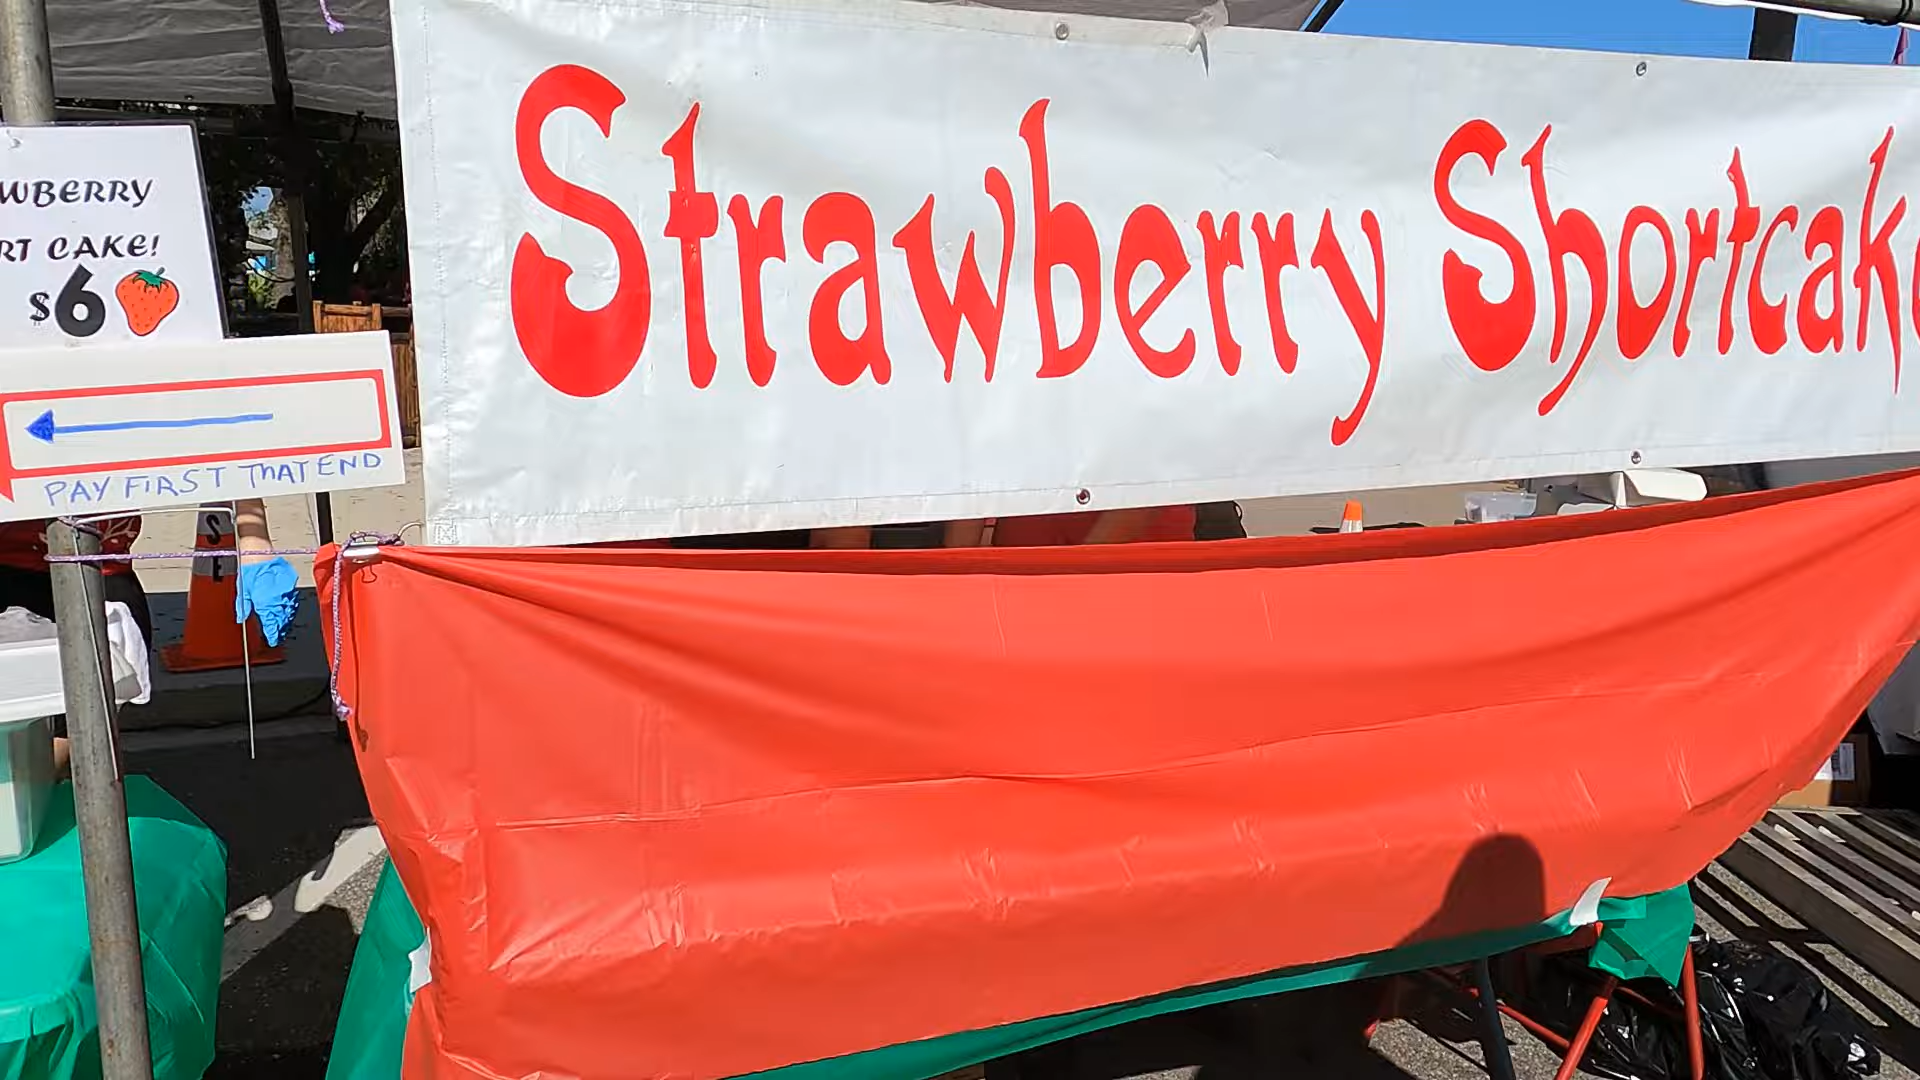 WBERRY
RT CAKE!
$6
PAY FIRST THAT END
Strawberry Shortcake
S
E